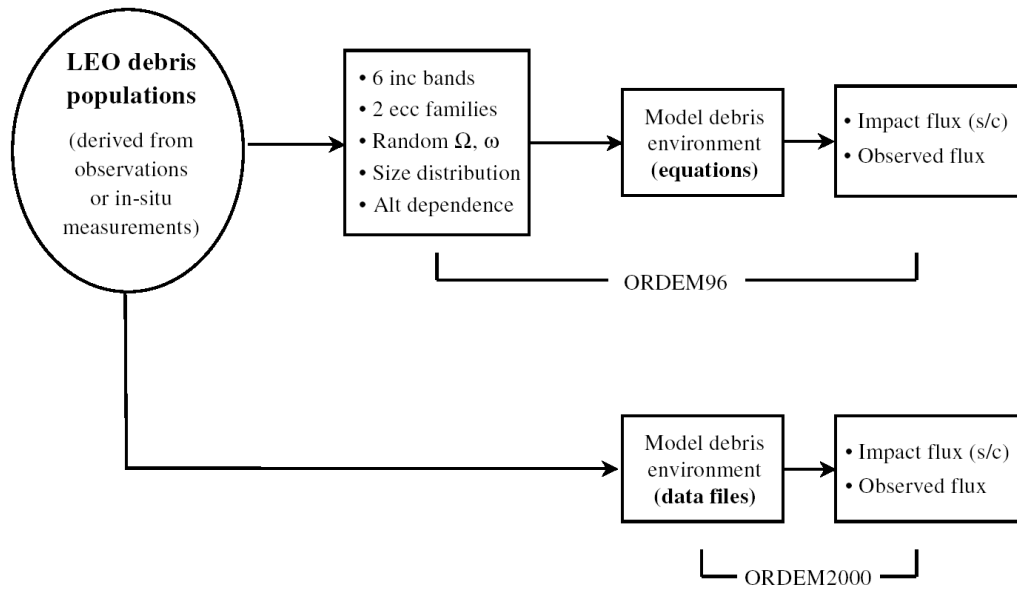 LEO debris
populations
(derived from
observations
or in-situ
measurements)
• 6 inc bands
• 2 ecc families
• Random Ω, ω
• Size distribution
• Alt dependence
Model debris
environment
(equations)
• Impact flux (s/c)
• Observed flux
ORDEM96
Model debris
environment
(data files)
• Impact flux (s/c)
• Observed flux
ORDEM2000